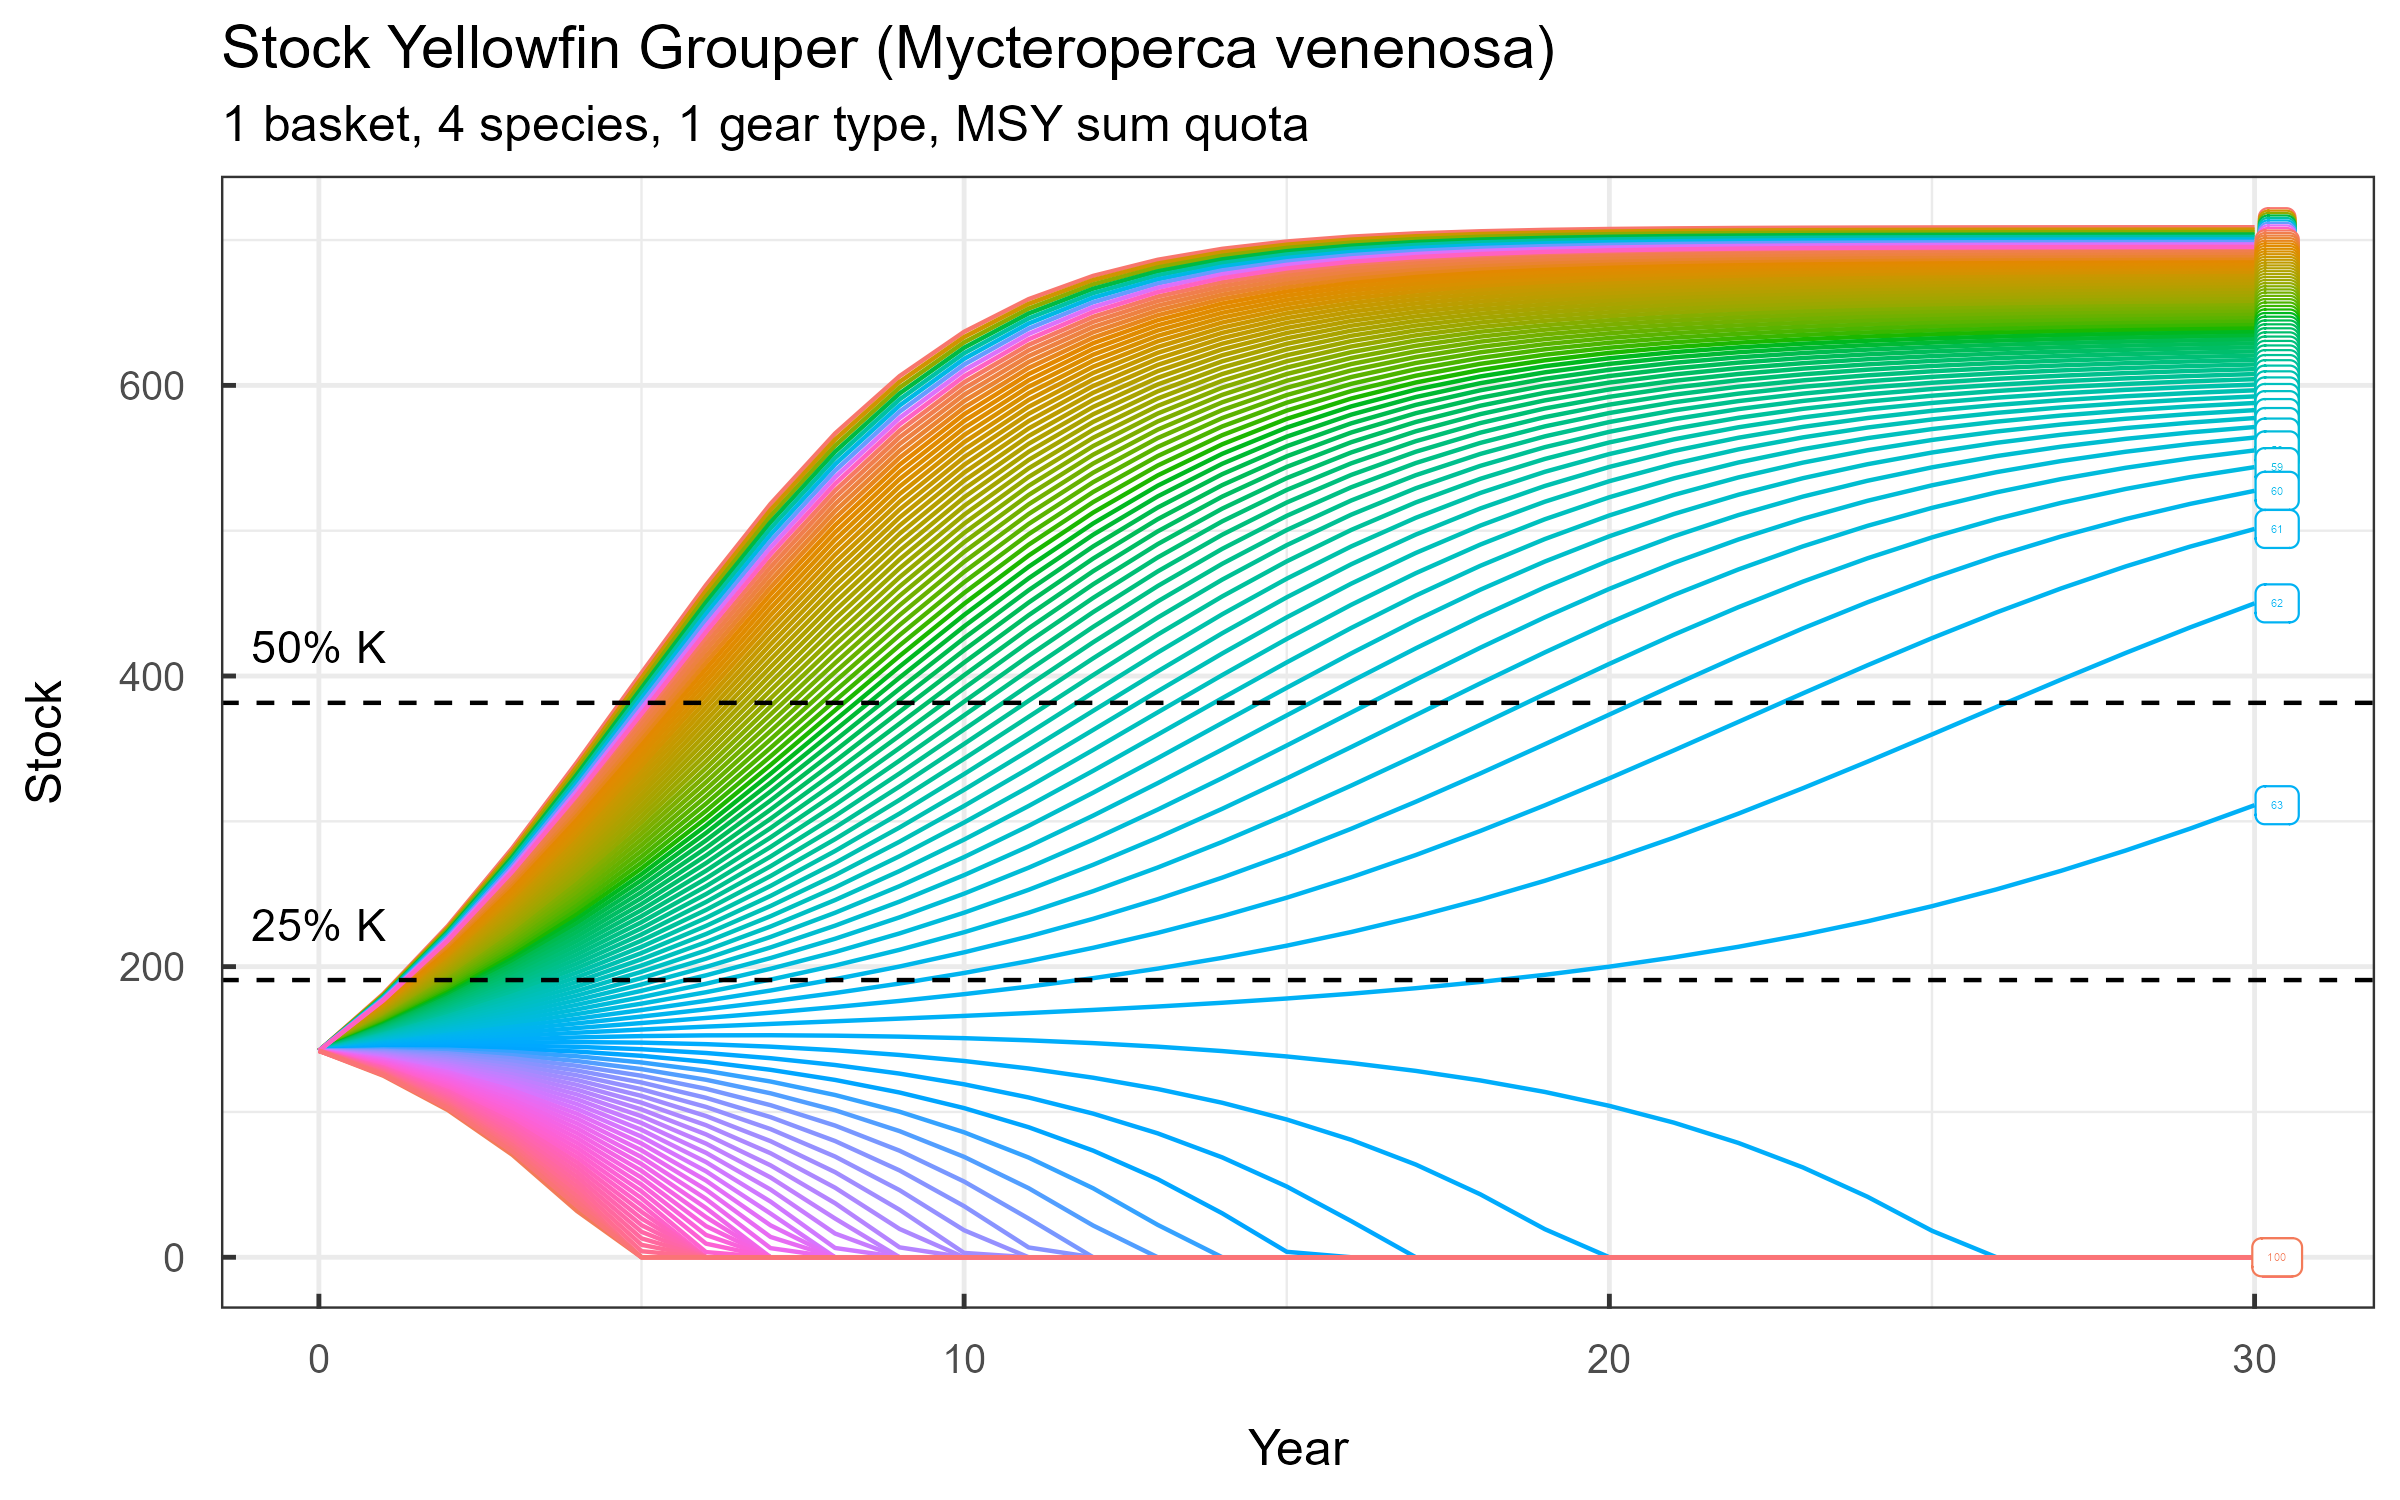 Stock Yellowfin Grouper (Mycteroperca venenosa)
1 basket, 4 species, 1 gear type, MSY sum quota
Stock
600
400
200
0
50% K
25% K
59
60
61
62
63
100
0 10 20 30
Year